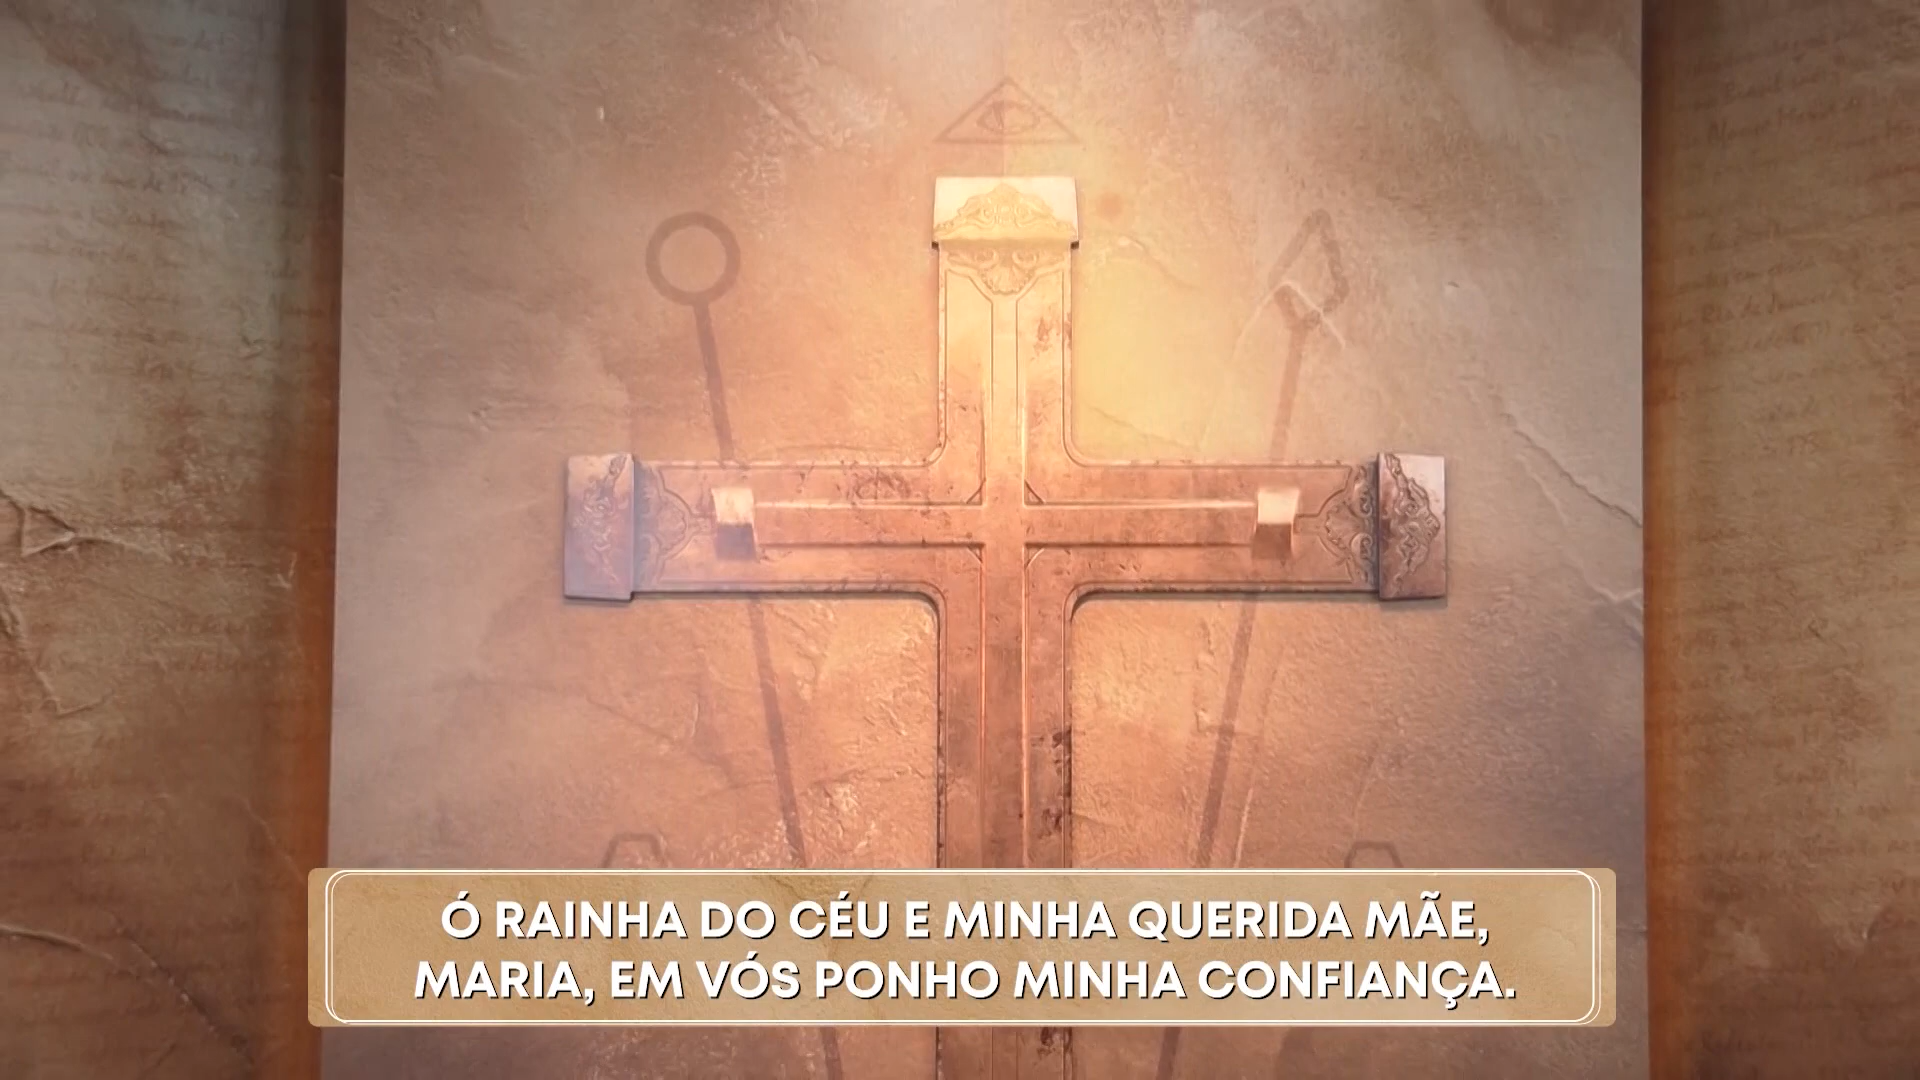 Ó RAINHA DO CÉU E MINHA QUERIDA MÃE,
MARIA, EM VÓS PONHO MINHA CONFIANÇA.